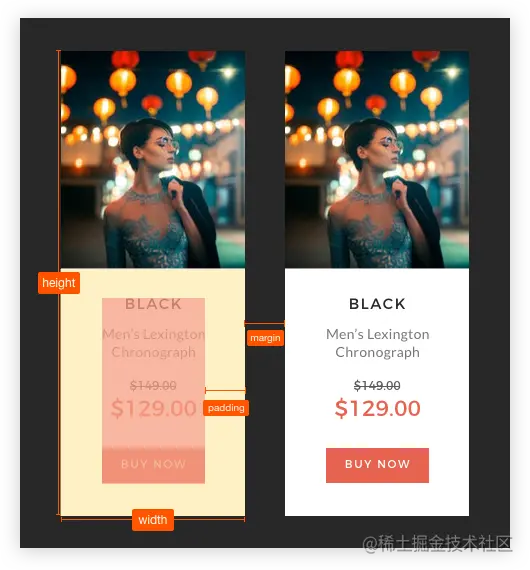 height
BLACK
Men's Lexington
Chronograph
$149.00
$129.00
BUY NOW
width
margin
padding
BLACK
Men's Lexington
Chronograph
$149.00
$129.00
BUY NOW
@稀土掘金技术社区